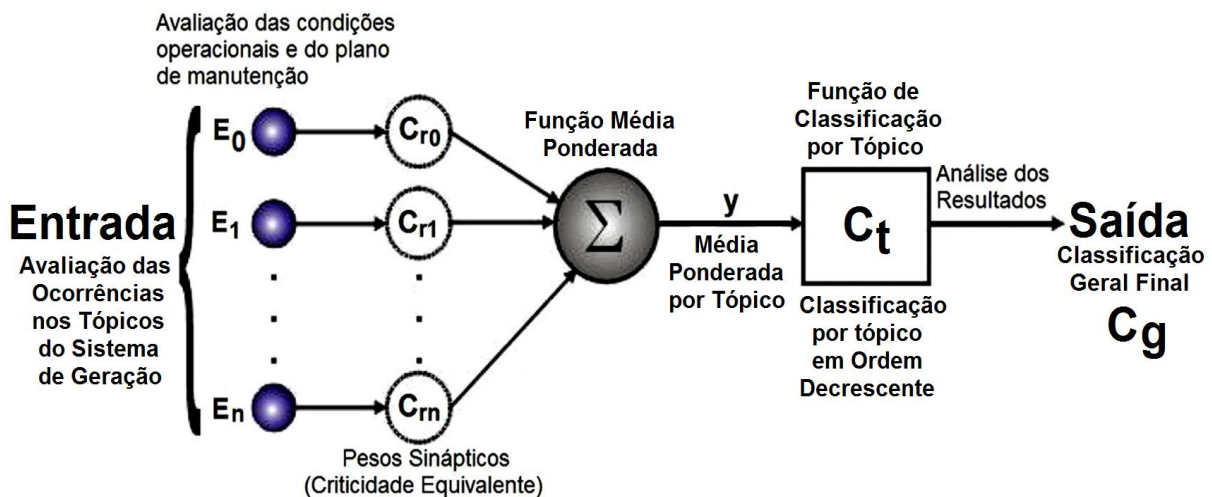 Avaliação das condições
operacionais e do plano
de manutenção
Entrada
Avaliação das
Ocorrências
nos Tópicos
do Sistema
de Geração
E0
E1
En
Cr0
Cr1
Crn
Pesos Sinápticos
(Criticidade Equivalente)
Função Média
Ponderada
Σ
y
Média
Ponderada
por Tópico
Função de
Classificação
por Tópico
Ct
Classificação
por tópico
em Ordem
Decrescente
Análise dos
Resultados
Saída
Classificação
Geral Final
Cg